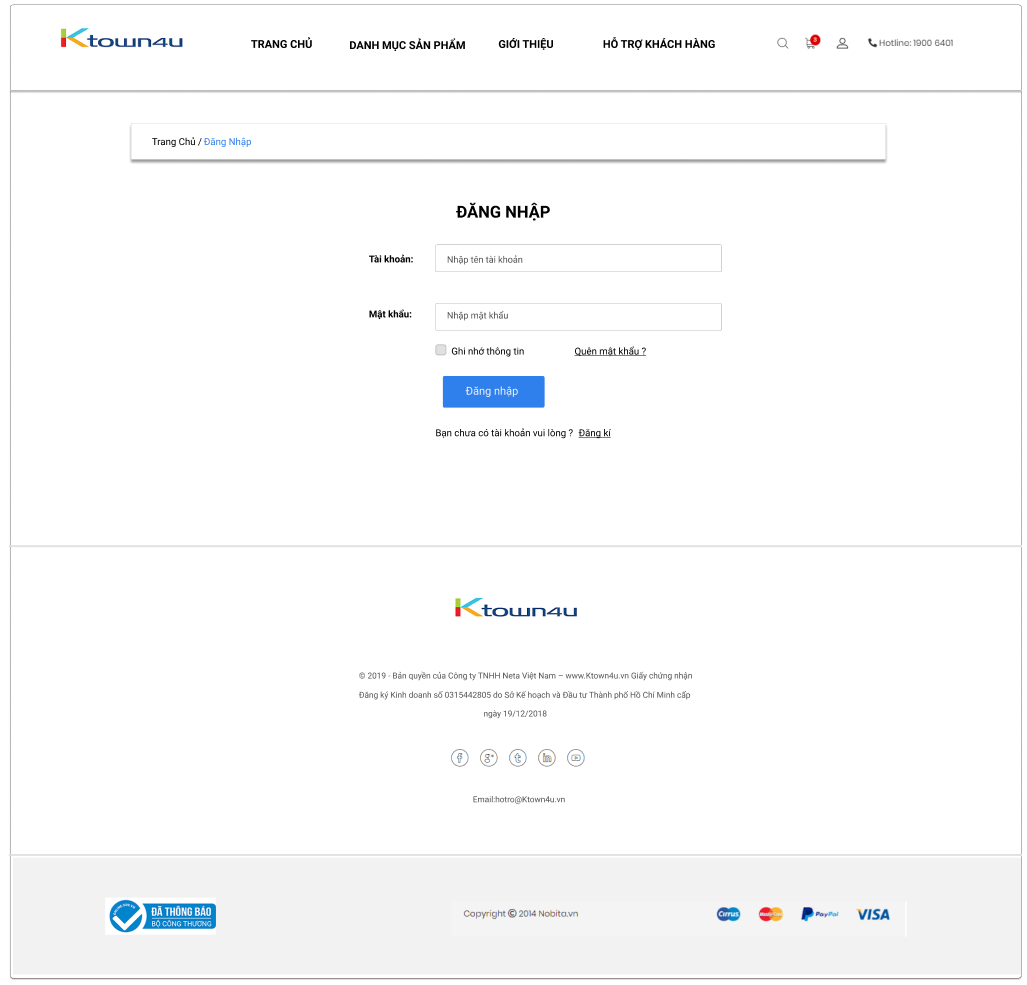 Ktown4u
TRANG CHỦ DANH MỤC SẢN PHẨM GIỚI THIỆU HỖ TRỢ KHÁCH HÀNG 3 Hotline: 1900 6401
Trang Chủ / Đăng Nhập
ĐĂNG NHẬP
Tài khoản: Nhập tên tài khoản
Mật khẩu: Nhập mật khẩu
Ghi nhớ thông tin Quên mật khẩu ?
Đăng nhập
Bạn chưa có tài khoản vui lòng ? Đăng kí
Ktown4u
© 2019 - Bản quyền của Công ty TNHH Neta Việt Nam – www.Ktown4u.vn Giấy chứng nhận
Đăng ký Kinh doanh số 0315442805 do Sở Kế hoạch và Đầu tư Thành phố Hồ Chí Minh cấp
ngày 19/12/2018
Email:hotro@Ktown4u.vn
ĐÃ THÔNG BÁO
BỘ CÔNG THƯƠNG
Copyright © 2014 Nobita.vn Cirrus MasterCard PayPal VISA